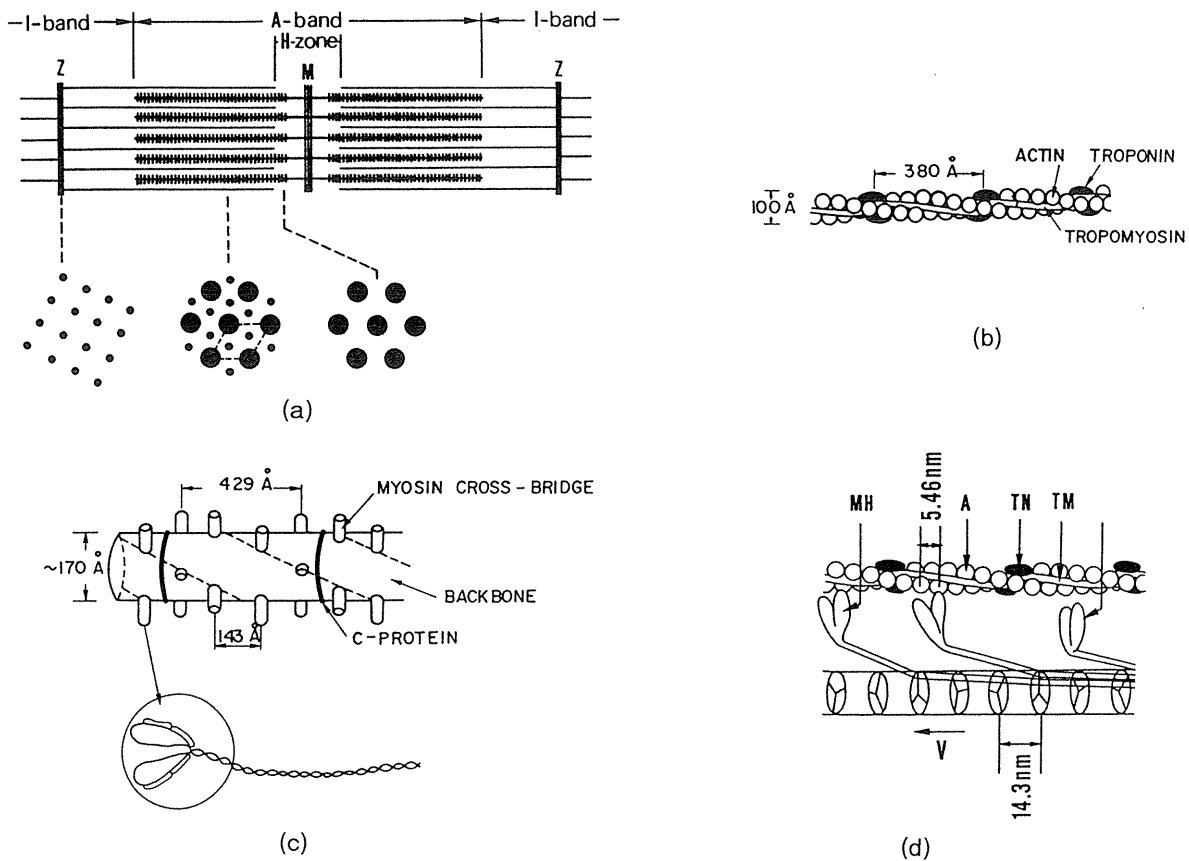 I-band A-band I-band
H-zone
Z M Z
(a)
ACTIN TROPONIN
380 Å
100 Å
TROPOMYOSIN
(b)
429 Å
MYOSIN CROSS-BRIDGE
~170 Å
BACKBONE
143 Å
C-PROTEIN
(c)
MH 5.46nm A TN TM
V
14.3nm
(d)